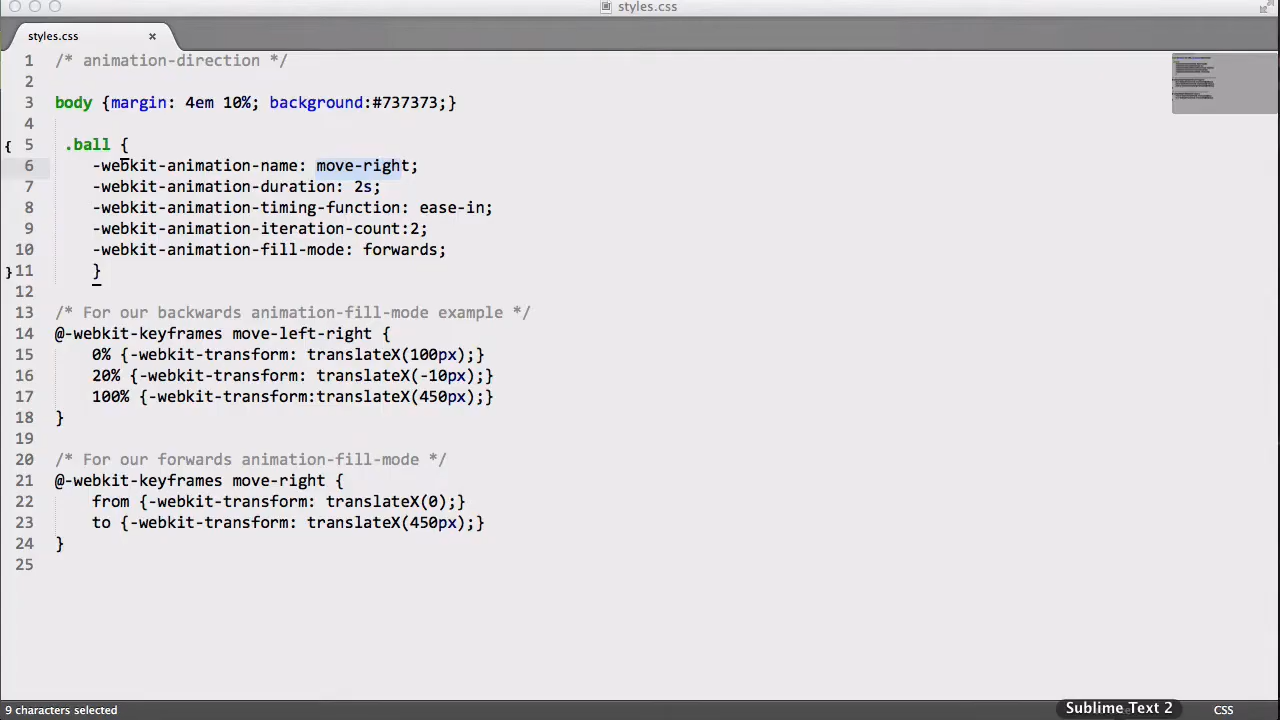 styles.css
styles.css ×
1 /* animation-direction */
2
3 body {margin: 4em 10%; background:#737373;}
4
{ 5 .ball {
6 -webkit-animation-name: move-right;
7 -webkit-animation-duration: 2s;
8 -webkit-animation-timing-function: ease-in;
9 -webkit-animation-iteration-count:2;
10 -webkit-animation-fill-mode: forwards;
} 11 }
12
13 /* For our backwards animation-fill-mode example */
14 @-webkit-keyframes move-left-right {
15 0% {-webkit-transform: translateX(100px);}
16 20% {-webkit-transform: translateX(-10px);}
17 100% {-webkit-transform:translateX(450px);}
18 }
19
20 /* For our forwards animation-fill-mode */
21 @-webkit-keyframes move-right {
22 from {-webkit-transform: translateX(0);}
23 to {-webkit-transform: translateX(450px);}
24 }
25
9 characters selected Sublime Text 2 CSS